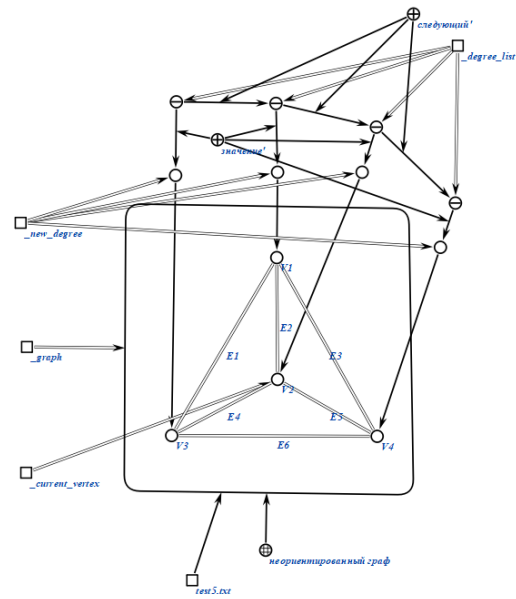 следующий'
_degree_list
значение'
_new_degree
V1
E2
_graph
E1
E3
V2
E4
E5
V3
E6
V4
_current_vertex
неориентированный граф
test5.txt